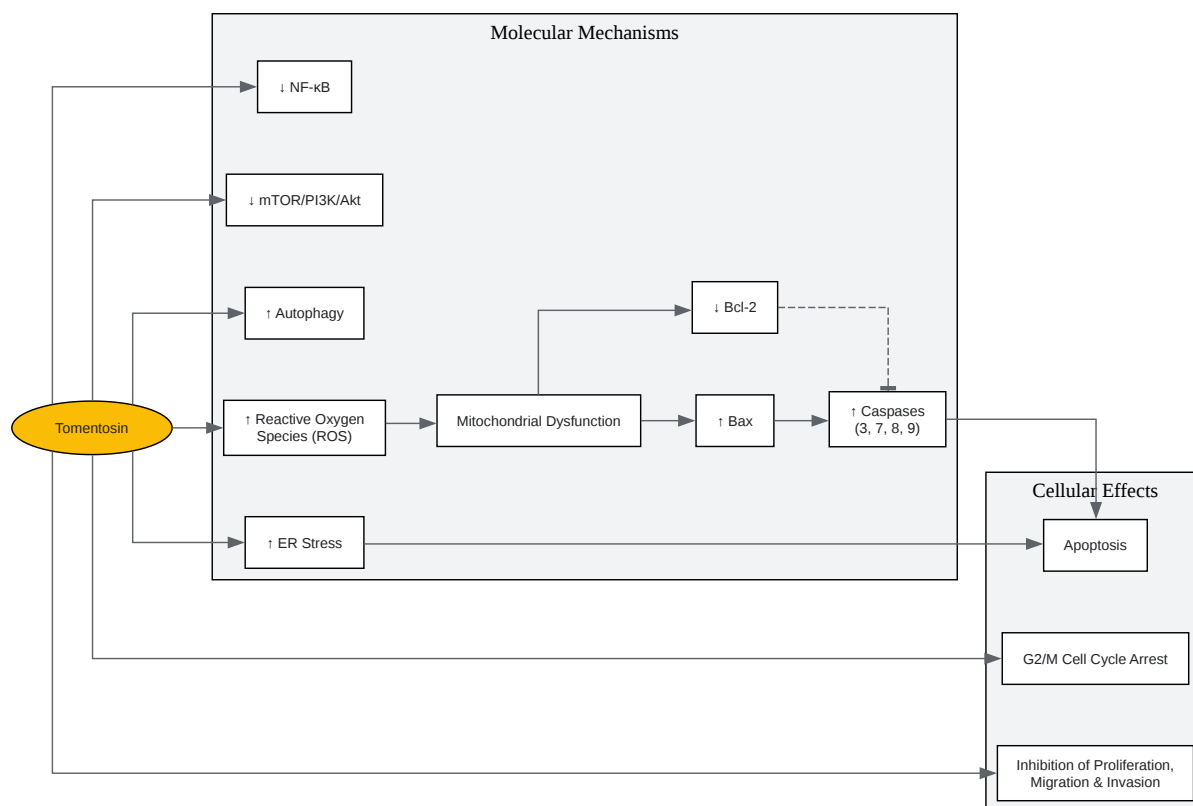 Molecular Mechanisms
↓ NF-κB
↓ mTOR/PI3K/Akt
↑ Autophagy
↓ Bcl-2
Tomentosin
↑ Reactive Oxygen
Species (ROS)
Mitochondrial Dysfunction
↑ Bax
↑ Caspases
(3, 7, 8, 9)
↑ ER Stress
Cellular Effects
Apoptosis
G2/M Cell Cycle Arrest
Inhibition of Proliferation,
Migration & Invasion